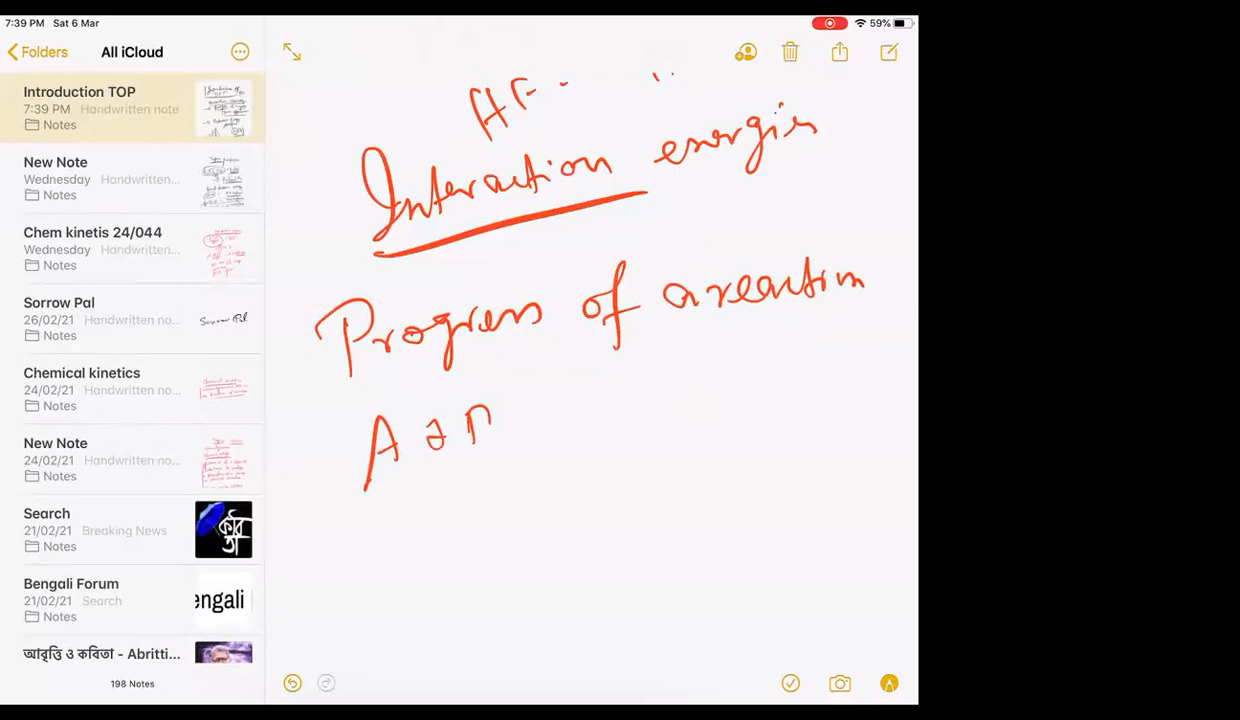 7:39 PM Sat 6 Mar
59%
Folders
All iCloud
Introduction TOP
7:39 PM Handwritten note
Notes
New Note
Wednesday Handwritten...
Notes
Chem kinetis 24/044
Wednesday Handwritten...
Notes
Sorrow Pal
26/02/21 Handwritten no...
Notes
Sourow Pal
Chemical kinetics
24/02/21 Handwritten no...
Notes
New Note
24/02/21 Handwritten no...
Notes
Search
21/02/21 Breaking News
Notes
কবি
তা
Bengali Forum
21/02/21 Search
Notes
engali
আবৃত্তি ও কবিতা - Abritti...
198 Notes
Interaction energies
Progress of a reaction
A